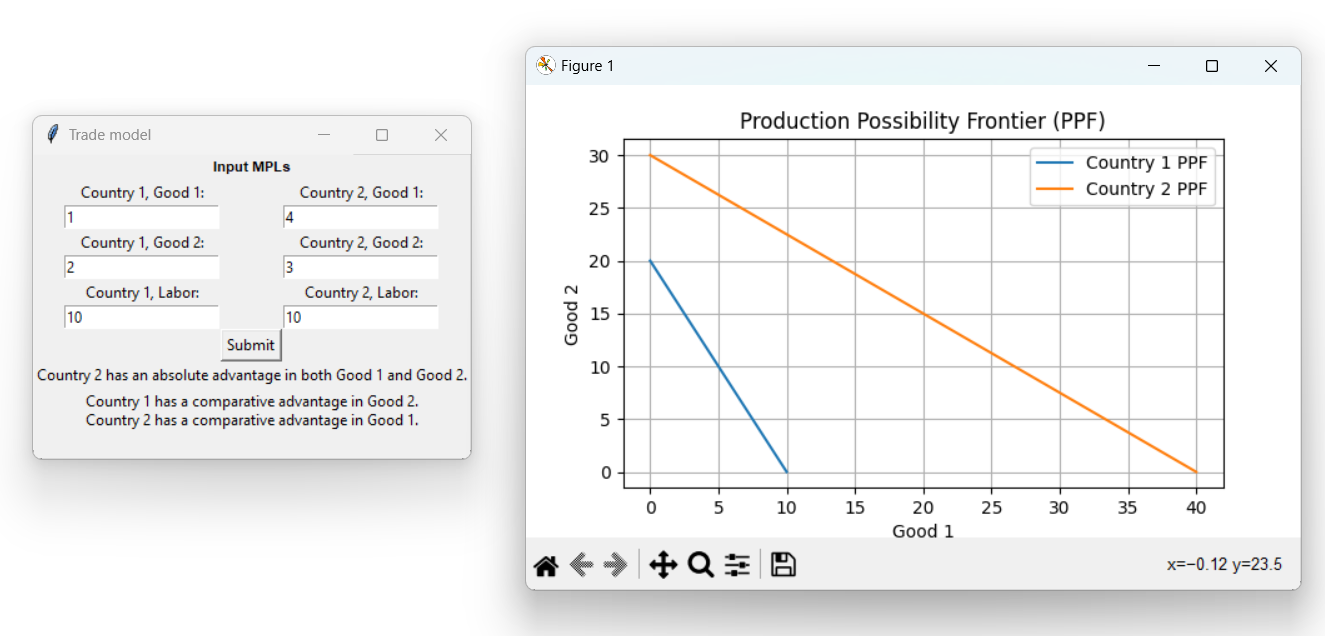 Trade model
Input MPLs
Country 1, Good 1: Country 2, Good 1:
1 4
Country 1, Good 2: Country 2, Good 2:
2 3
Country 1, Labor: Country 2, Labor:
10 10
Submit
Country 2 has an absolute advantage in both Good 1 and Good 2.
Country 1 has a comparative advantage in Good 2.
Country 2 has a comparative advantage in Good 1.
Figure 1
Production Possibility Frontier (PPF)
Country 1 PPF
Country 2 PPF
30
25
20
15
10
5
0
Good 2
0 5 10 15 20 25 30 35 40
Good 1
x=−0.12 y=23.5